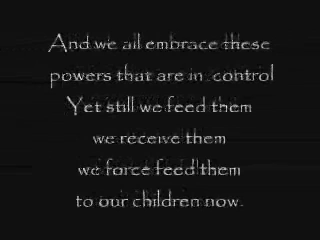 And we all embrace these
powers that are in control
Yet still we feed them
we receive them
we force feed them
to our children now.